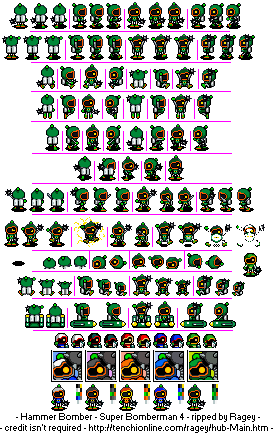 - Hammer Bomber - Super Bomberman 4 - ripped by Ragey -
- credit isn't required - http://tenchionline.com/ragey/hub-Main.htm -